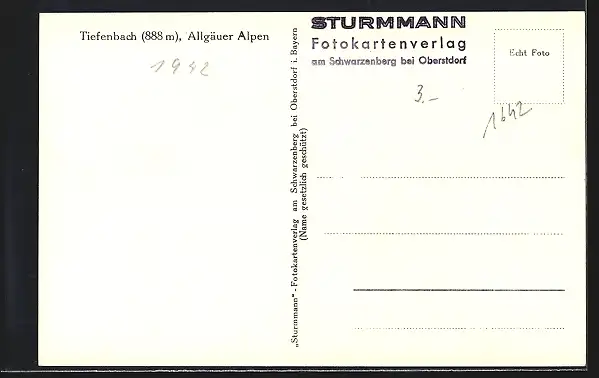 Tiefenbach (888 m), Allgäuer Alpen
1942
„Sturmmann"-Fotokartenverlag am Schwarzenberg bei Oberstdorf i. Bayern
(Name gesetzlich geschützt)
STURMMANN
Fotokartenverlag
am Schwarzenberg bei Oberstdorf
Echt Foto
3.-
1642